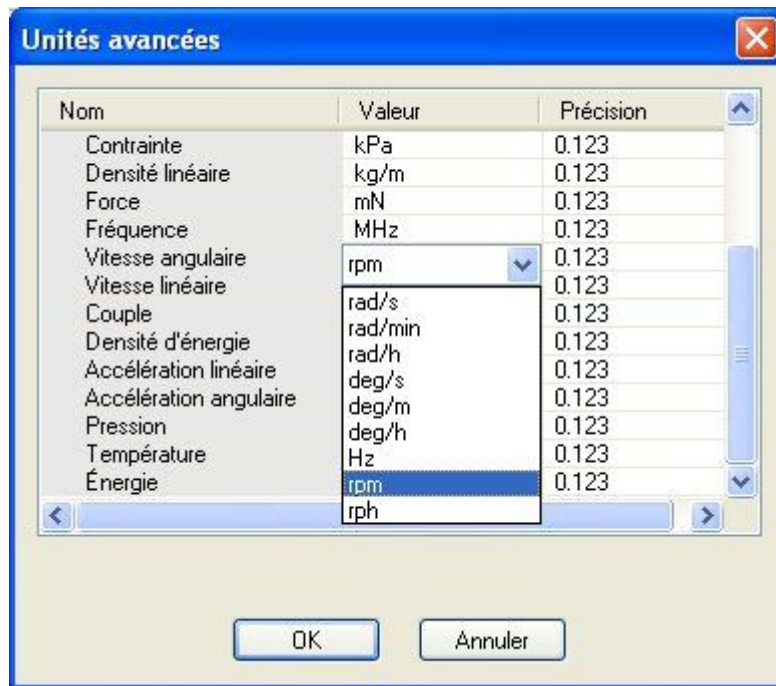 Unités avancées
Nom Valeur Précision
Contrainte kPa 0.123
Densité linéaire kg/m 0.123
Force mN 0.123
Fréquence MHz 0.123
Vitesse angulaire rpm 0.123
Vitesse linéaire 0.123
Couple rad/s 0.123
Densité d'énergie rad/min 0.123
Accélération linéaire rad/h 0.123
Accélération angulaire deg/s 0.123
Pression deg/m 0.123
Température deg/h 0.123
Énergie Hz 0.123
rpm
rph
OK Annuler